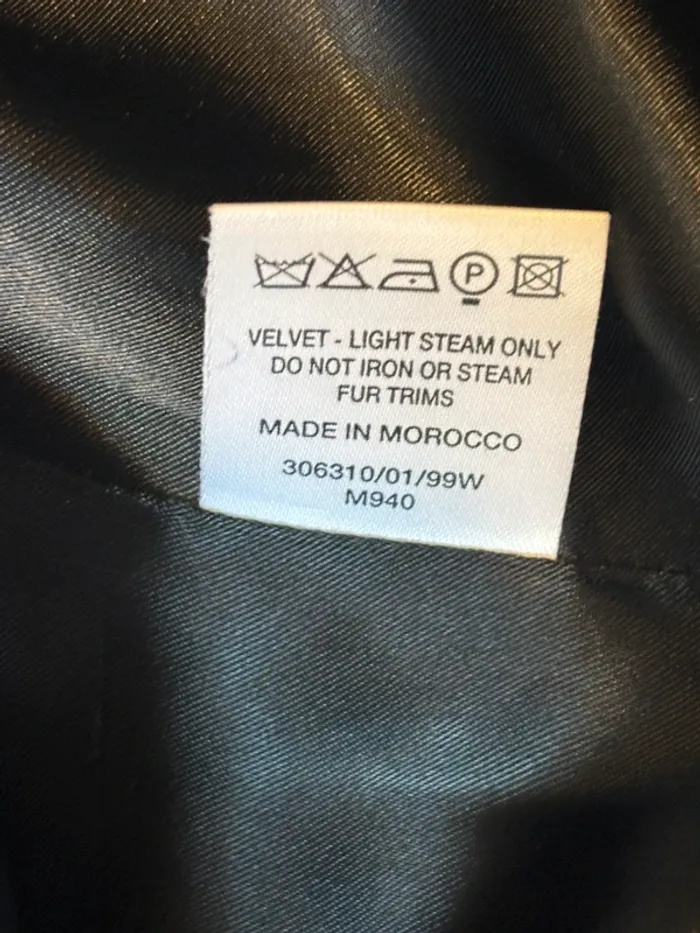 P
VELVET - LIGHT STEAM ONLY
DO NOT IRON OR STEAM
FUR TRIMS
MADE IN MOROCCO
306310/01/99W
M940